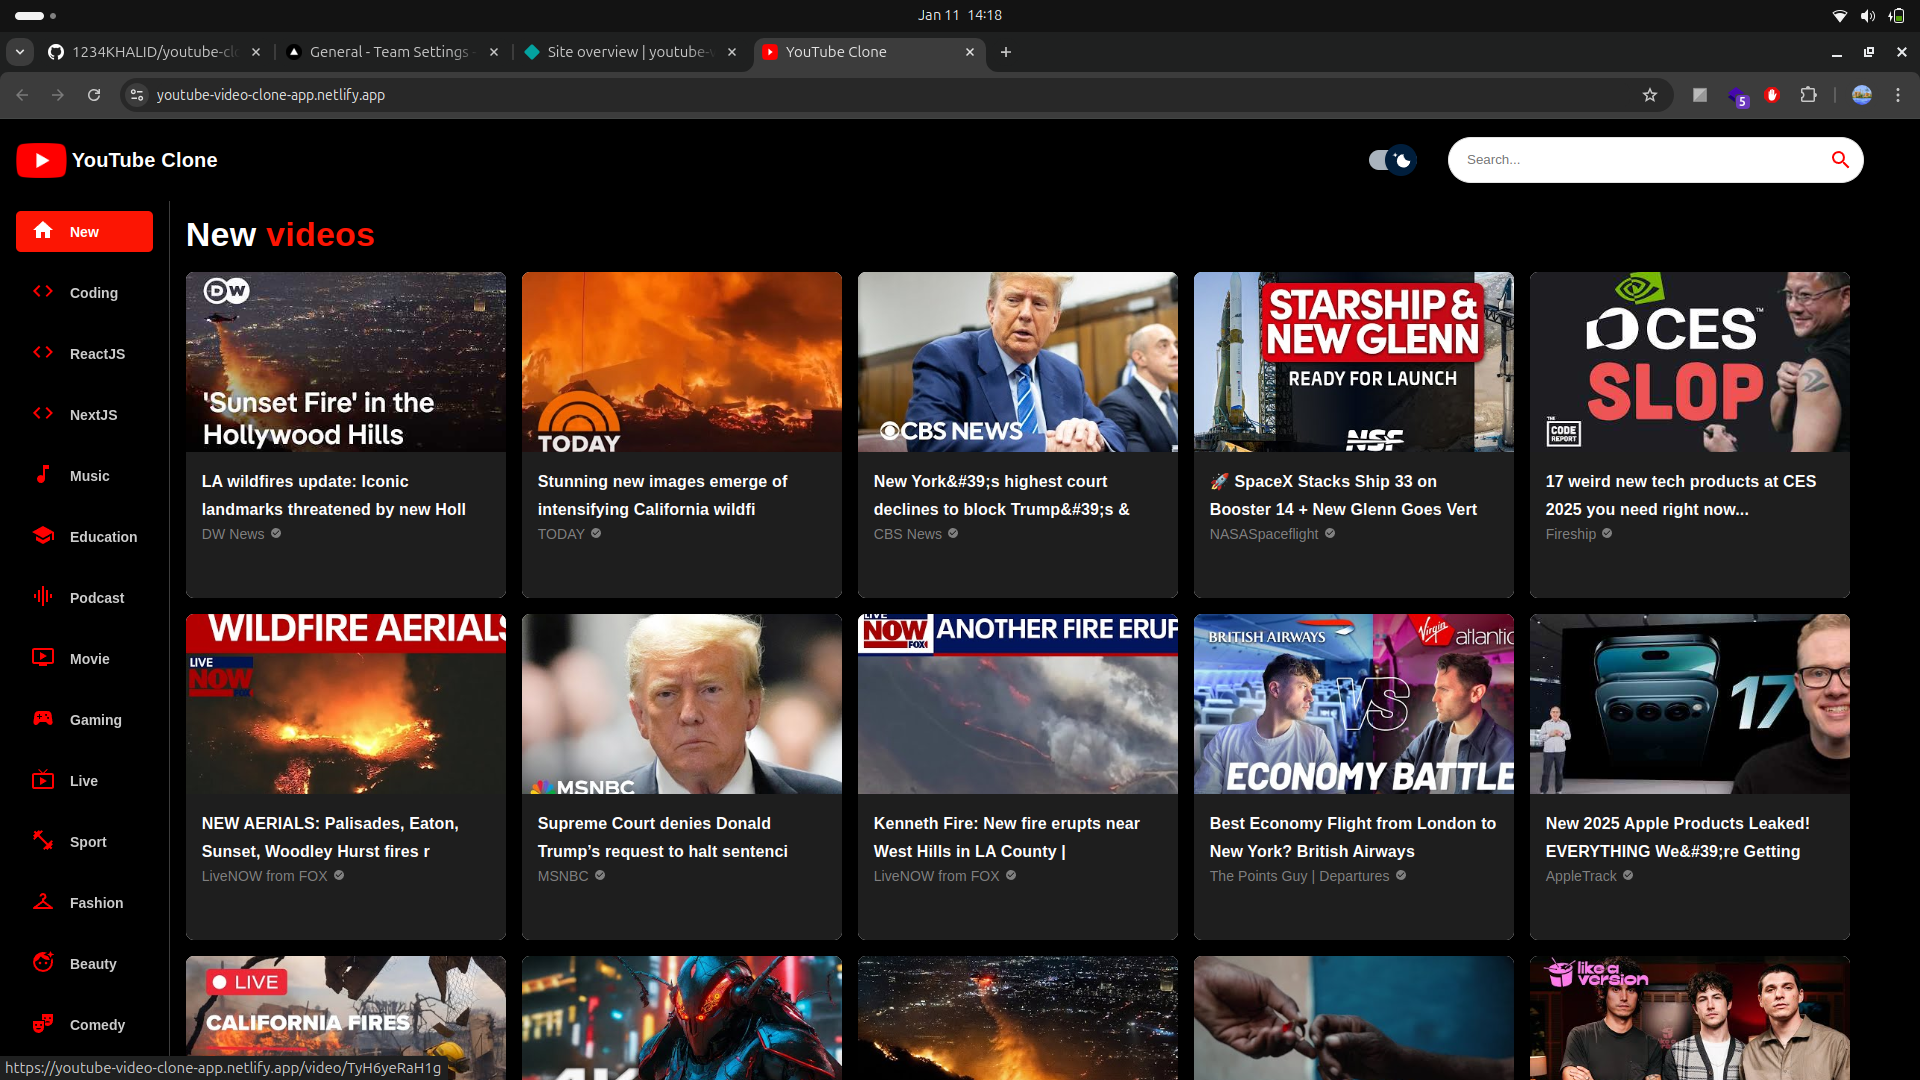 Jan 11 14:18
1234KHALID/youtube-cl
General - Team Settings
Site overview | youtube-v
YouTube Clone
youtube-video-clone-app.netlify.app
5
YouTube Clone
Search...
New
Coding
ReactJS
NextJS
Music
Education
Podcast
Movie
Gaming
Live
Sport
Fashion
Beauty
Comedy
New videos
DW
'Sunset Fire' in the
Hollywood Hills
LA wildfires update: Iconic
landmarks threatened by new Holl
DW News
TODAY
Stunning new images emerge of
intensifying California wildfi
TODAY
CBS NEWS
New York&#39;s highest court
declines to block Trump&#39;s &
CBS News
STARSHIP &
NEW GLENN
READY FOR LAUNCH
NSF
🚀 SpaceX Stacks Ship 33 on
Booster 14 + New Glenn Goes Vert
NASASpaceflight
CES™
SLOP
THE
CODE
REPORT
17 weird new tech products at CES
2025 you need right now...
Fireship
WILDFIRE AERIALS
LIVE
NOW
FOX
NEW AERIALS: Palisades, Eaton,
Sunset, Woodley Hurst fires r
LiveNOW from FOX
MSNBC
Supreme Court denies Donald
Trump’s request to halt sentenci
MSNBC
LIVE
NOW
FOX
ANOTHER FIRE ERUP
Kenneth Fire: New fire erupts near
West Hills in LA County |
LiveNOW from FOX
BRITISH AIRWAYS
Virgin atlantic
VS
ECONOMY BATTLE
Best Economy Flight from London to
New York? British Airways
The Points Guy | Departures
17
New 2025 Apple Products Leaked!
EVERYTHING We&#39;re Getting
AppleTrack
LIVE
CALIFORNIA FIRES
4K
like a
version
https://youtube-video-clone-app.netlify.app/video/TyH6yeRaH1g